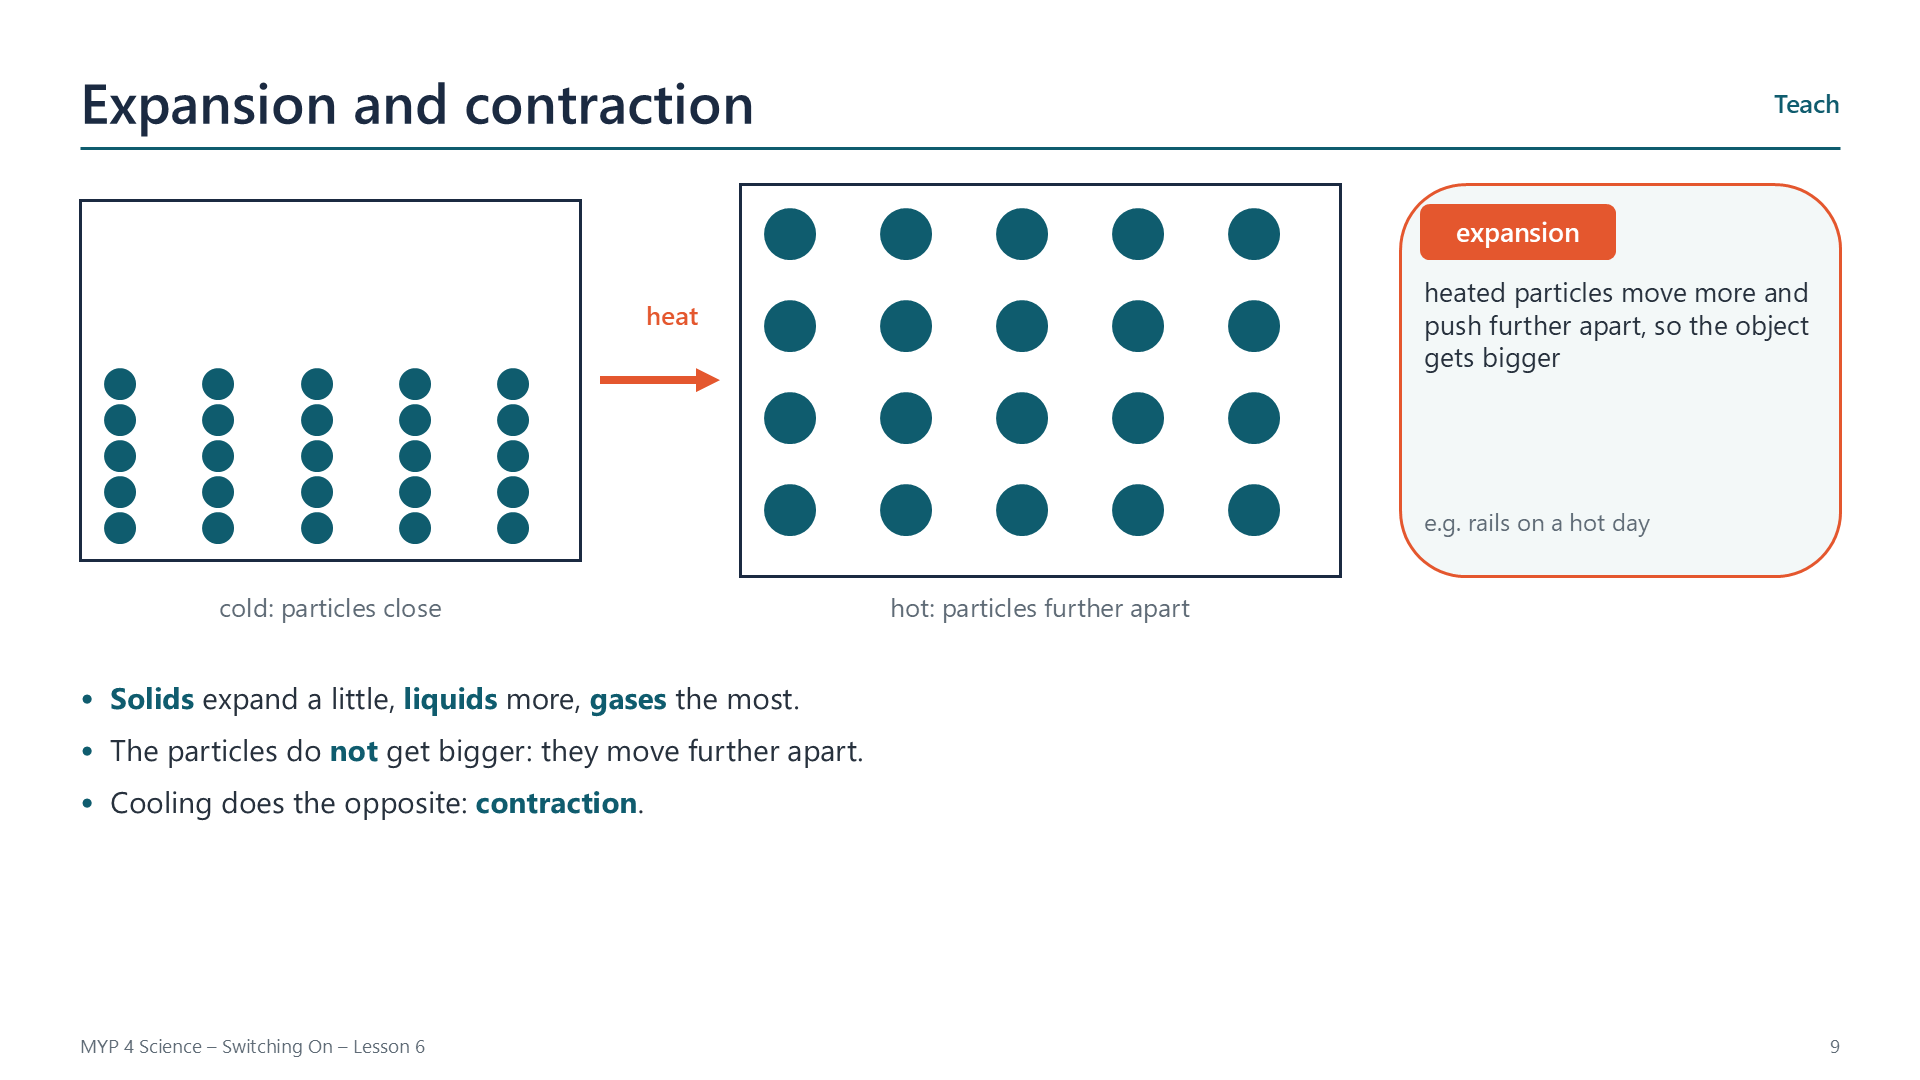 Expansion and contraction
Teach
heat
expansion
heated particles move more and
push further apart, so the object
gets bigger
e.g. rails on a hot day
cold: particles close
hot: particles further apart
• Solids expand a little, liquids more, gases the most.
• The particles do not get bigger: they move further apart.
• Cooling does the opposite: contraction.
MYP 4 Science – Switching On – Lesson 6
9